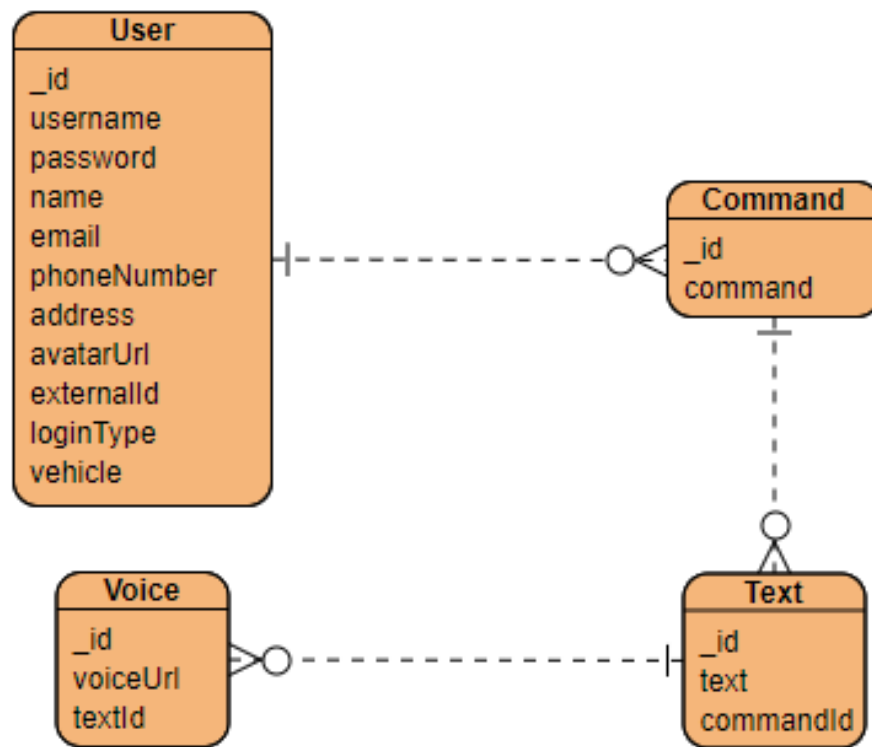 User
_id
username
password
name
email
phoneNumber
address
avatarUrl
externalId
loginType
vehicle
Command
_id
command
Voice
_id
voiceUrl
textId
Text
_id
text
commandId